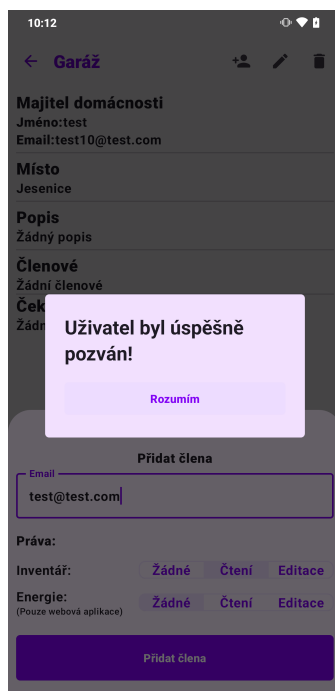 10:12
Garáž
Majitel domácnosti
Jméno:test
Email:test10@test.com
Místo
Jesenice
Popis
Žádný popis
Členové
Žádní členové
Ček
Žádn
Uživatel byl úspěšně
pozván!
Rozumím
Přidat člena
Email
test@test.com
Práva:
Inventář:
Žádné Čtení Editace
Energie:
(Pouze webová aplikace)
Žádné Čtení Editace
Přidat člena